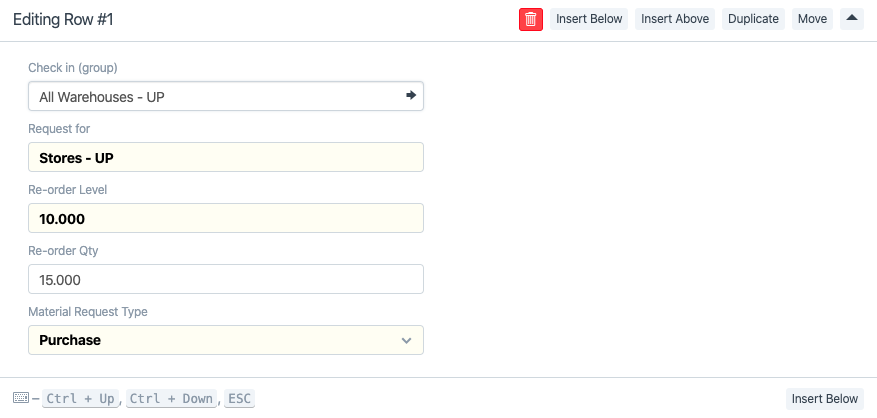 Editing Row #1
Insert Below
Insert Above
Duplicate
Move
Check in (group)
All Warehouses - UP
Request for
Stores - UP
Re-order Level
10.000
Re-order Qty
15.000
Material Request Type
Purchase
– Ctrl + Up, Ctrl + Down, ESC
Insert Below